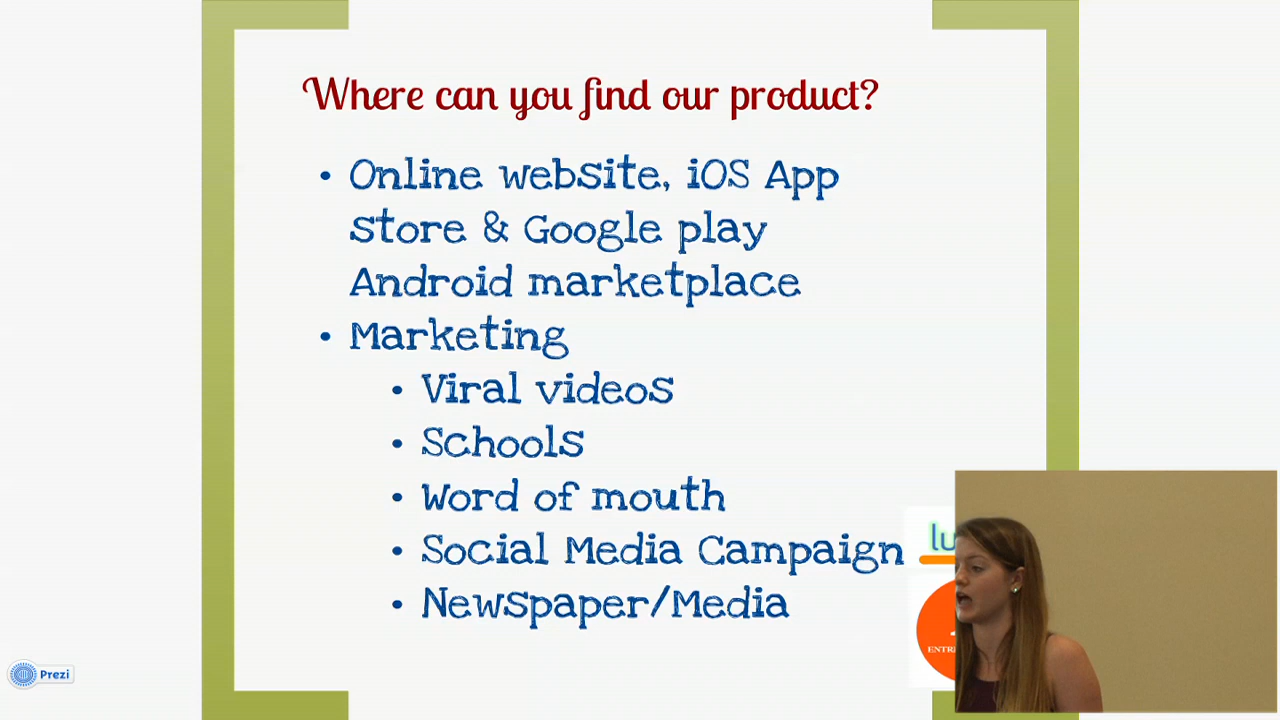 Where can you find our product?
• Online website, iOS App
store & Google play
Android marketplace
• Marketing
• Viral videos
• Schools
• Word of mouth
• Social Media Campaign
• Newspaper/Media
Prezi